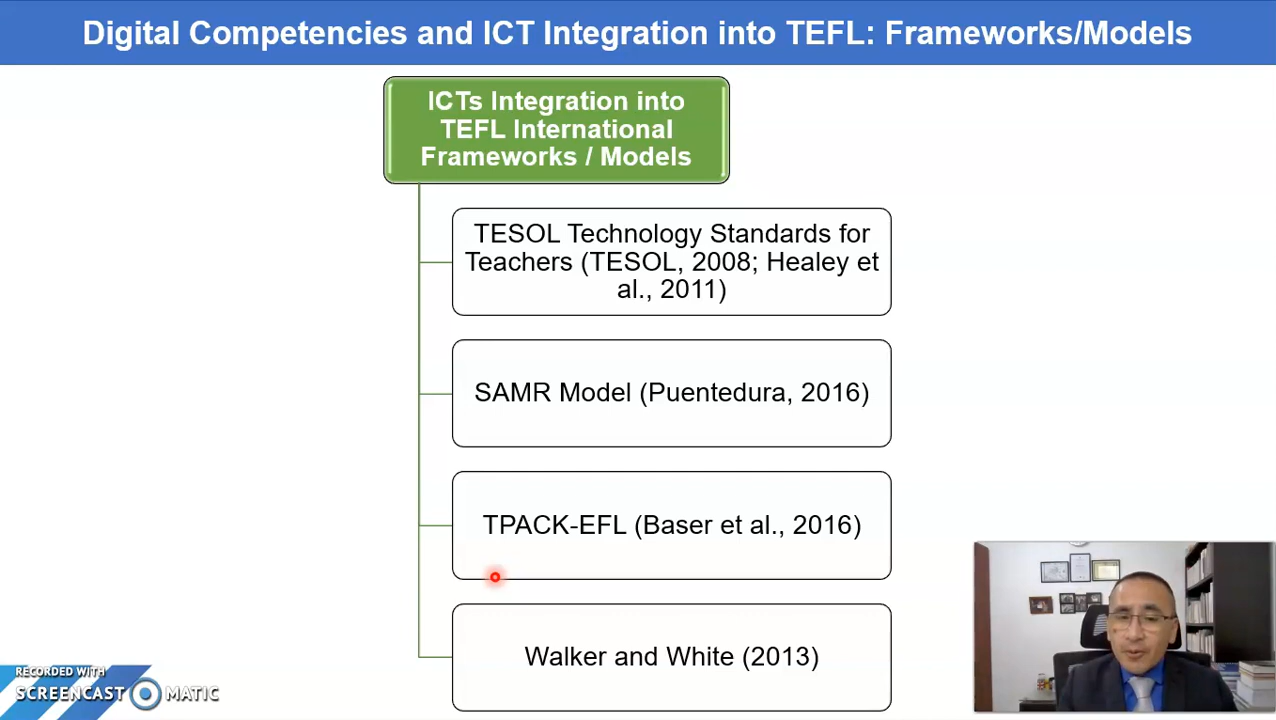 Digital Competencies and ICT Integration into TEFL: Frameworks/Models
ICTs Integration into
TEFL International
Frameworks / Models
TESOL Technology Standards for
Teachers (TESOL, 2008; Healey et
al., 2011)
SAMR Model (Puentedura, 2016)
TPACK-EFL (Baser et al., 2016)
Walker and White (2013)
RECORDED WITH
SCREENCAST MATIC